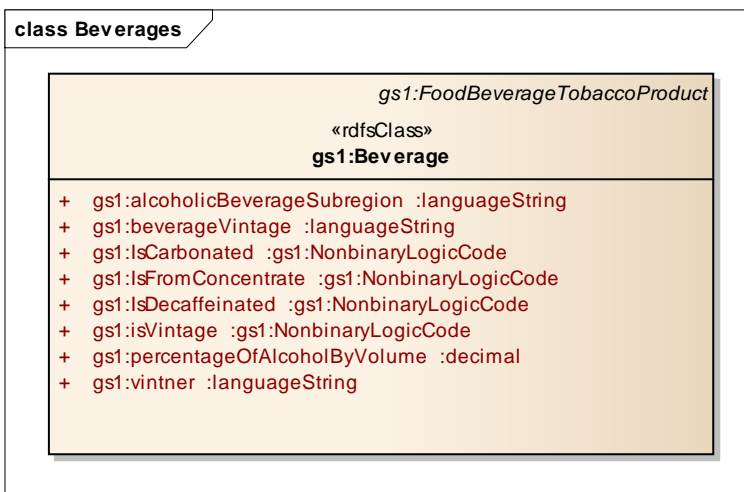 class Beverages
gs1:FoodBeverageTobaccoProduct
«rdfsClass»
gs1:Beverage
+ gs1:alcoholicBeverageSubregion :languageString
+ gs1:beverageVintage :languageString
+ gs1:IsCarbonated :gs1:NonbinaryLogicCode
+ gs1:IsFromConcentrate :gs1:NonbinaryLogicCode
+ gs1:IsDecaffeinated :gs1:NonbinaryLogicCode
+ gs1:isVintage :gs1:NonbinaryLogicCode
+ gs1:percentageOfAlcoholByVolume :decimal
+ gs1:vintner :languageString